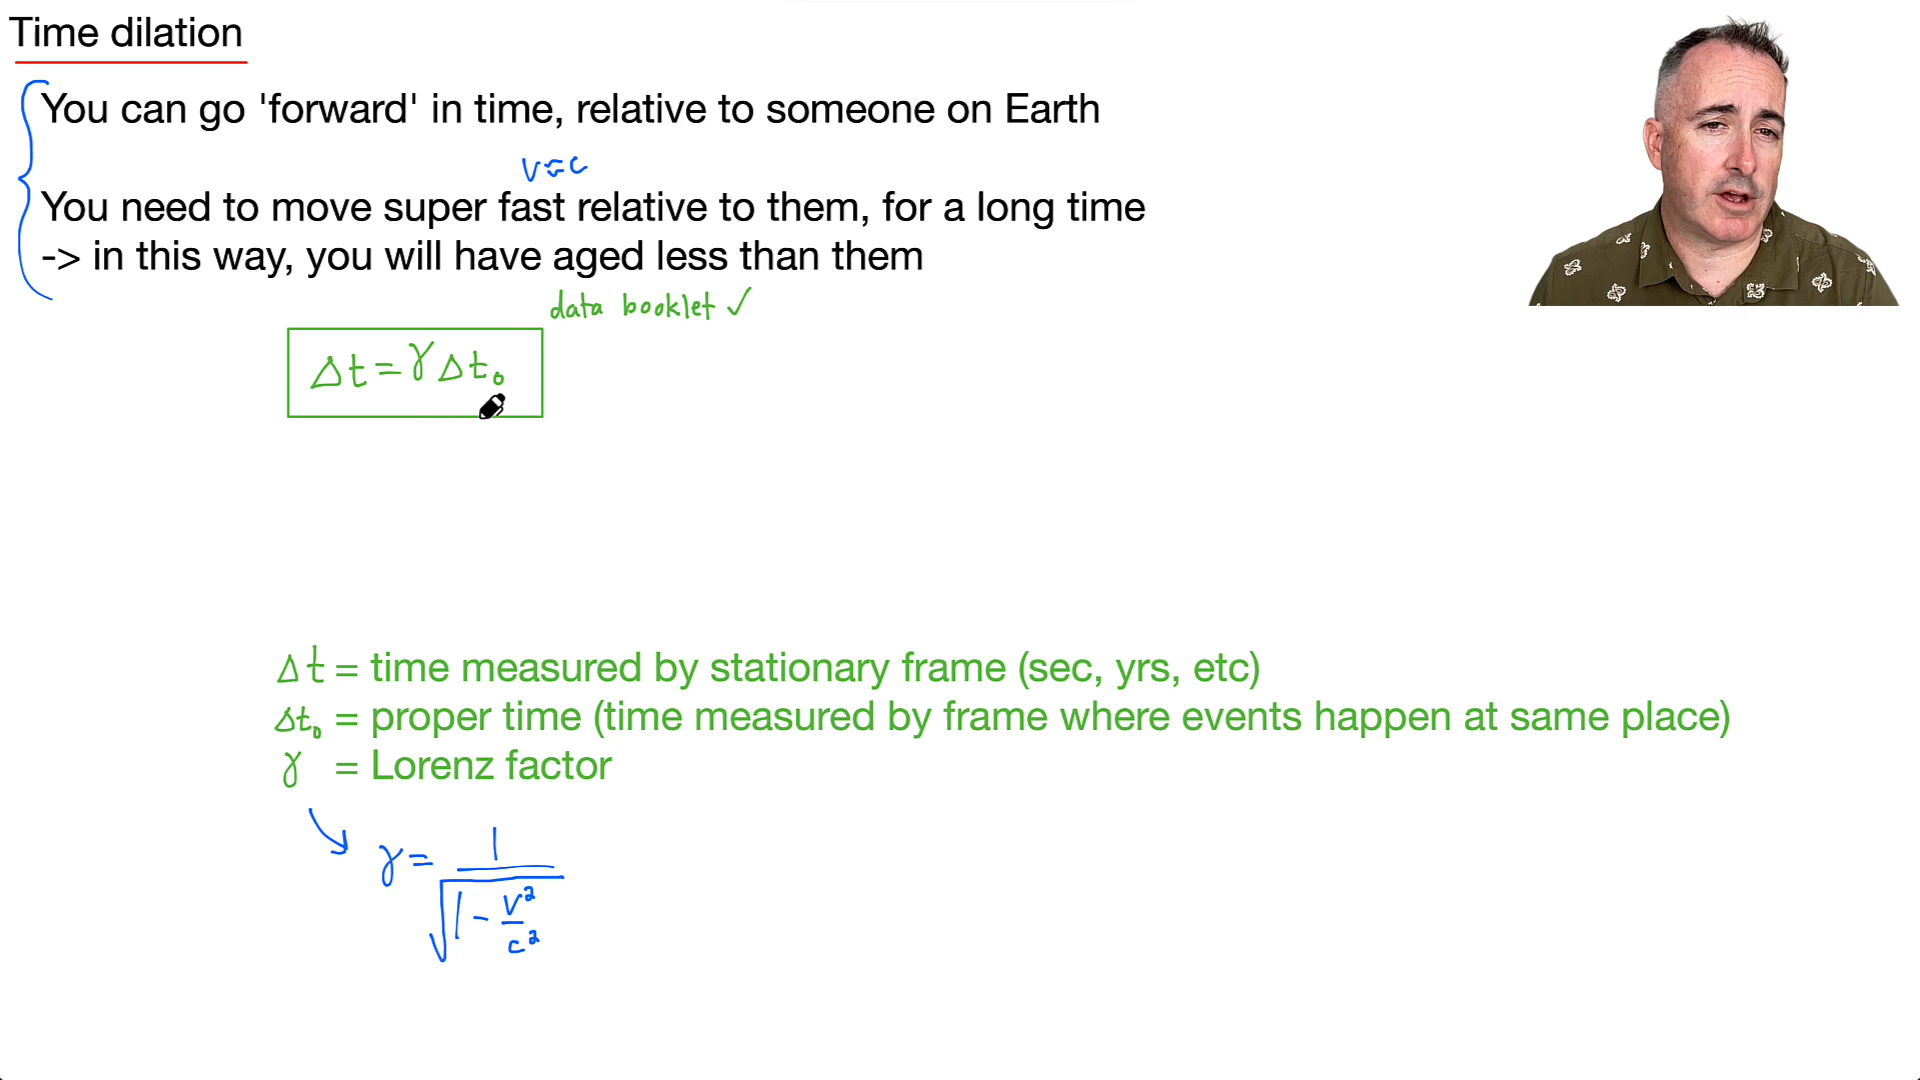 Time dilation
You can go 'forward' in time, relative to someone on Earth
v≈c
You need to move super fast relative to them, for a long time
-> in this way, you will have aged less than them
data booklet ✓
Δt = γΔt₀
Δt = time measured by stationary frame (sec, yrs, etc)
Δt₀ = proper time (time measured by frame where events happen at same place)
γ = Lorenz factor
γ = 1/√(1 - v²/c²)